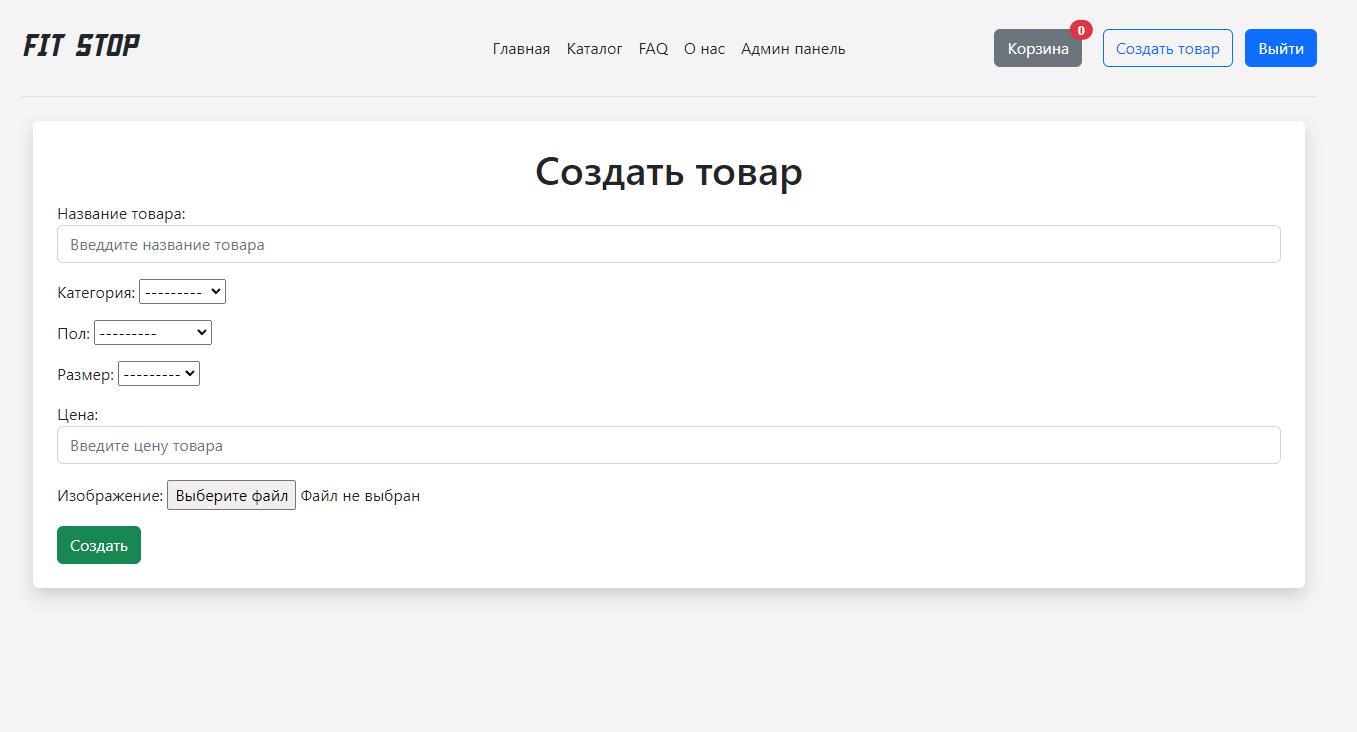 FIT STOP
Главная Каталог FAQ О нас Админ панель
Корзина 0 Создать товар Выйти
Создать товар
Название товара:
Введдите название товара
Категория: ---------
Пол: ---------
Размер: ---------
Цена:
Введите цену товара
Изображение: Выберите файл Файл не выбран
Создать